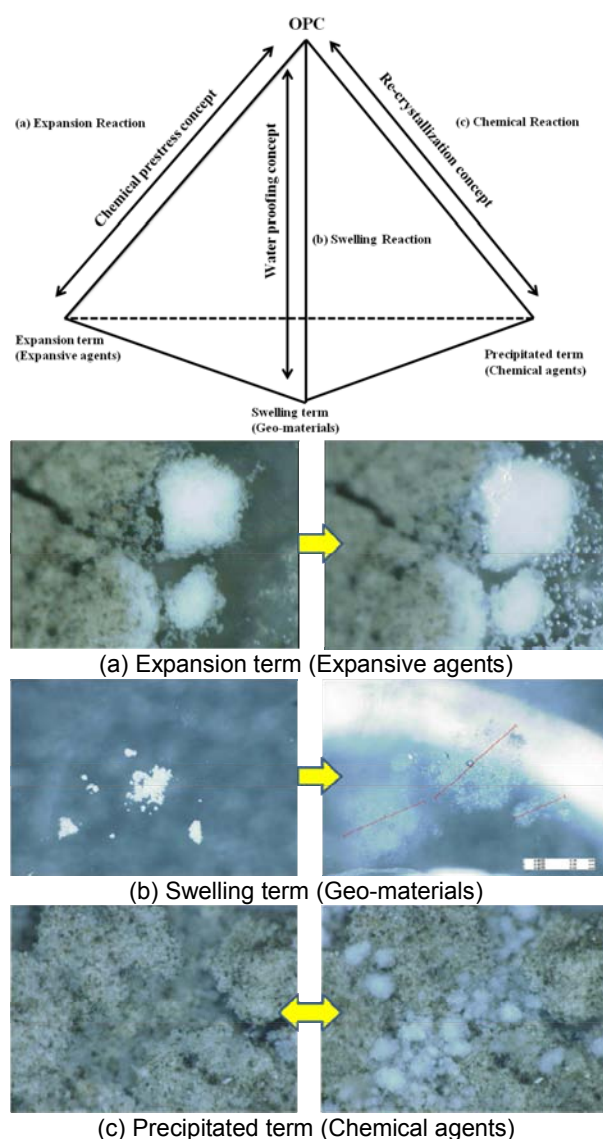 OPC
(a) Expansion Reaction
Chemical prestress concept
Water proofing concept
Re-crystallization concept
(c) Chemical Reaction
(b) Swelling Reaction
Expansion term
(Expansive agents)
Precipitated term
(Chemical agents)
Swelling term
(Geo-materials)
(a) Expansion term (Expansive agents)
(b) Swelling term (Geo-materials)
(c) Precipitated term (Chemical agents)